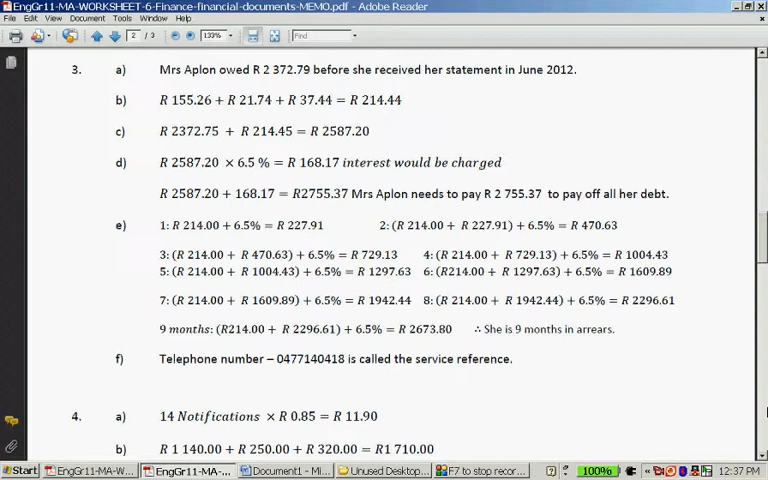 EngGr11-MA-WORKSHEET-6-Finance-financial-documents-MEMO.pdf - Adobe Reader
File Edit View Document Tools Window Help
2 / 3 133% Find
3. a) Mrs Aplon owed R 2 372.79 before she received her statement in June 2012.
b) R 155.26 + R 21.74 + R 37.44 = R 214.44
c) R 2372.75 + R 214.45 = R 2587.20
d) R 2587.20 × 6.5 % = R 168.17 interest would be charged
R 2587.20 + 168.17 = R2755.37 Mrs Aplon needs to pay R 2 755.37 to pay off all her debt.
e) 1: R 214.00 + 6.5% = R 227.91 2: (R 214.00 + R 227.91) + 6.5% = R 470.63
3: (R 214.00 + R 470.63) + 6.5% = R 729.13 4: (R 214.00 + R 729.13) + 6.5% = R 1004.43
5: (R 214.00 + R 1004.43) + 6.5% = R 1297.63 6: (R214.00 + R 1297.63) + 6.5% = R 1609.89
7: (R 214.00 + R 1609.89) + 6.5% = R 1942.44 8: (R 214.00 + R 1942.44) + 6.5% = R 2296.61
9 months: (R214.00 + R 2296.61) + 6.5% = R 2673.80 ∴ She is 9 months in arrears.
f) Telephone number – 0477140418 is called the service reference.
4. a) 14 Notifications × R 0.85 = R 11.90
b) R 1 140.00 + R 250.00 + R 320.00 = R1 710.00
Start EngGr11-MA-W... EngGr11-MA-... Document1 - Mi... Unused Desktop... F7 to stop recor... 100% 12:37 PM